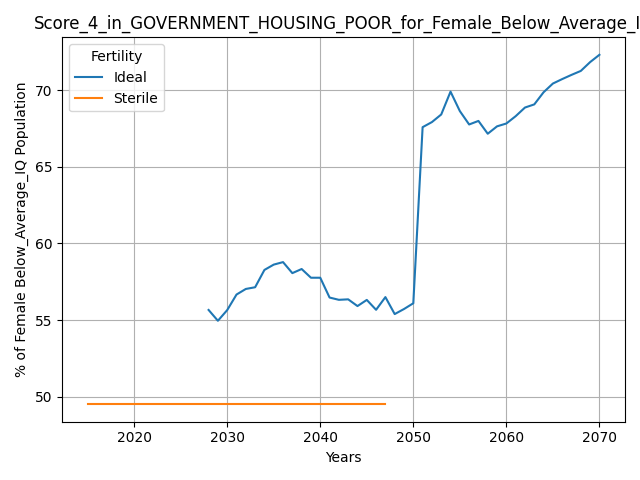 Score_4_in_GOVERNMENT_HOUSING_POOR_for_Female_Below_Average_I
Fertility
Ideal
Sterile
% of Female Below_Average_IQ Population
70
65
60
55
50
2020 2030 2040 2050 2060 2070
Years